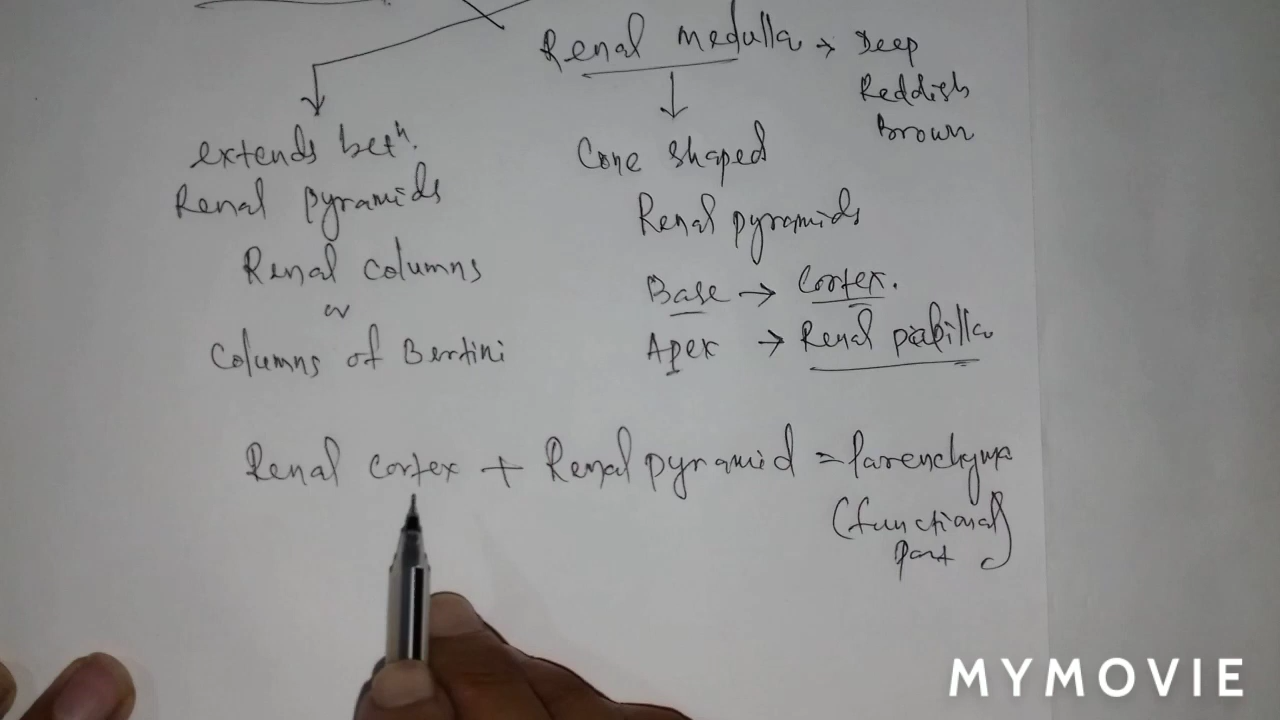 Renal medulla → Deep
Reddish
Brown
extends betⁿ.
Renal pyramids
Renal columns
or
Columns of Bertini
Cone shaped
Renal pyramids
Base → Cortex.
Apex → Renal papilla
Renal cortex + Renal pyramid = Parenchyma
(functional
part)
MYMOVIE